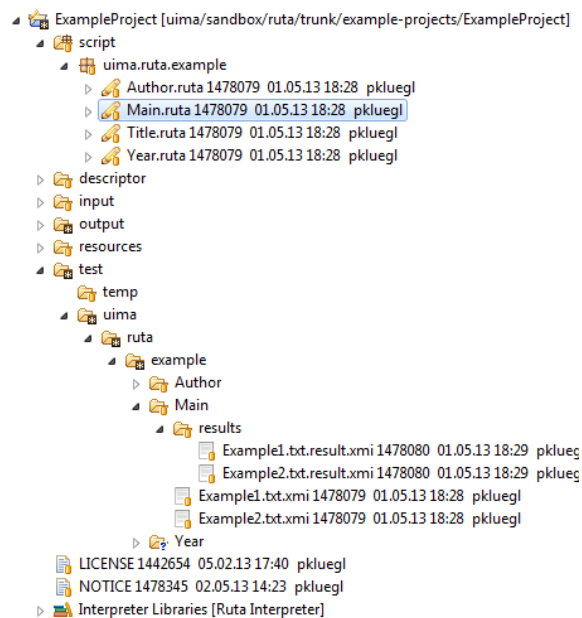 ExampleProject [uima/sandbox/ruta/trunk/example-projects/ExampleProject]
script
uima.ruta.example
Author.ruta 1478079 01.05.13 18:28 pkluegl
Main.ruta 1478079 01.05.13 18:28 pkluegl
Title.ruta 1478079 01.05.13 18:28 pkluegl
Year.ruta 1478079 01.05.13 18:28 pkluegl
descriptor
input
output
resources
test
temp
uima
ruta
example
Author
Main
results
Example1.txt.result.xmi 1478080 01.05.13 18:29 pklueg
Example2.txt.result.xmi 1478080 01.05.13 18:29 pklueg
Example1.txt.xmi 1478079 01.05.13 18:28 pkluegl
Example2.txt.xmi 1478079 01.05.13 18:28 pkluegl
Year
LICENSE 1442654 05.02.13 17:40 pkluegl
NOTICE 1478345 02.05.13 14:23 pkluegl
Interpreter Libraries [Ruta Interpreter]